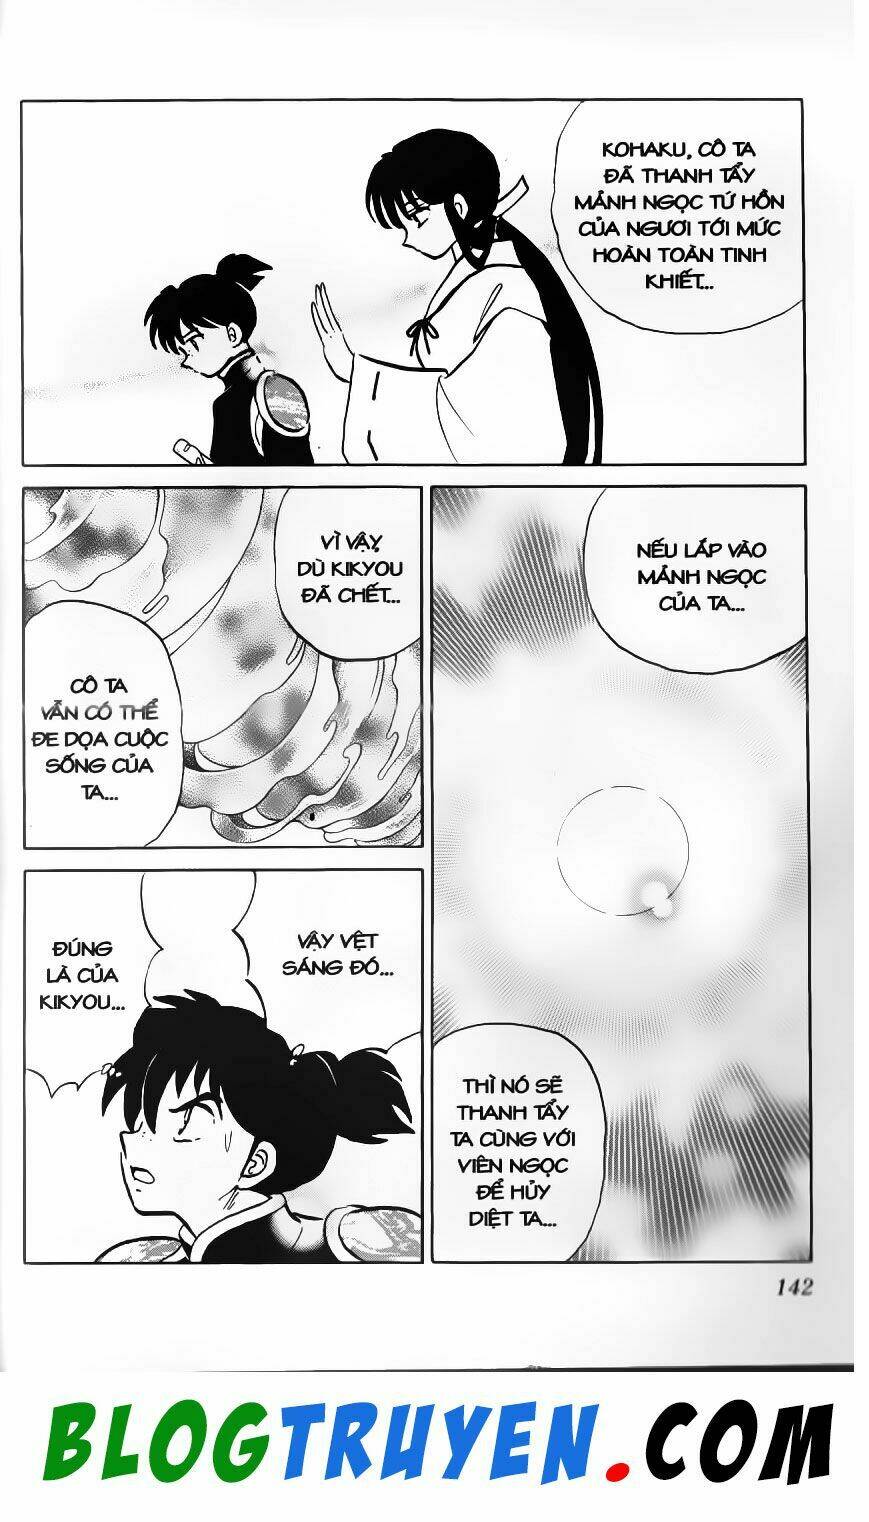 KOHAKU, CÔ TA
ĐÃ THANH TẨY
MẢNH NGỌC TỨ HỒN
CỦA NGƯƠI TỚI MỨC
HOÀN TOÀN TINH
KHIẾT...
NẾU LẮP VÀO
MẢNH NGỌC
CỦA TA...
THÌ NÓ SẼ
THANH TẨY
TA CÙNG VỚI
VIÊN NGỌC
ĐỂ HỦY
DIỆT TA...
VÌ VẬY,
DÙ KIKYOU
ĐÃ CHẾT...
CÔ TA
VẪN CÓ THỂ
ĐE DỌA CUỘC
SỐNG CỦA
TA...
VẬY VỆT
SÁNG ĐÓ...
ĐÚNG
LÀ CỦA
KIKYOU...
142
BLOGTRUYEN.COM